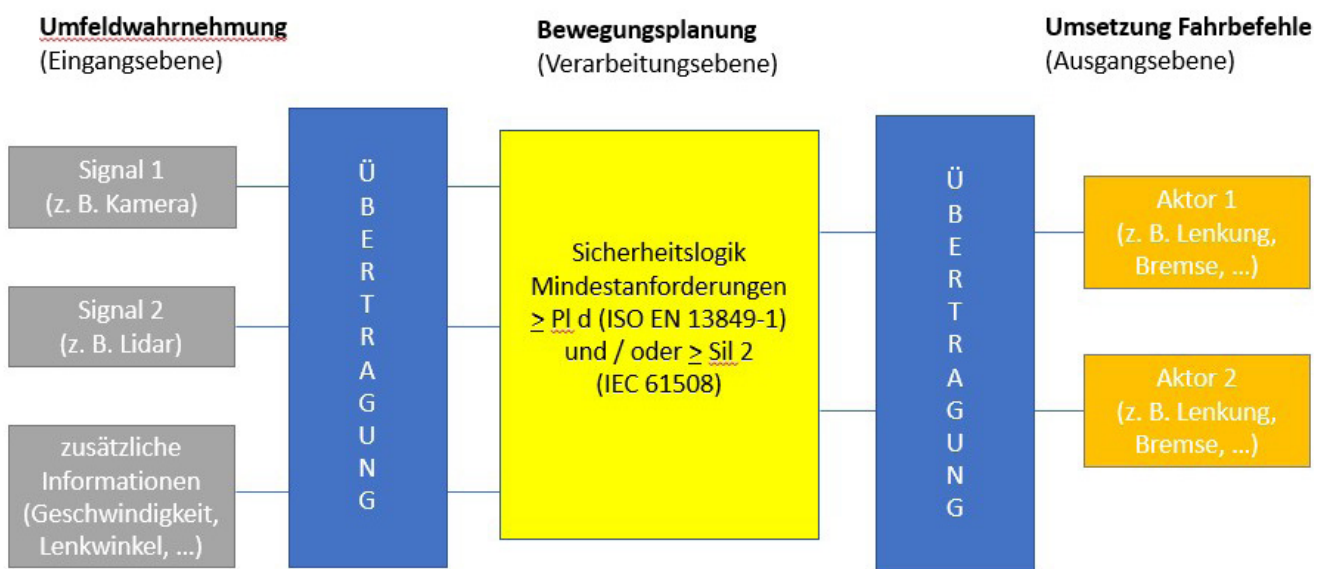 Umfeldwahrnehmung
(Eingangsebene)
Bewegungsplanung
(Verarbeitungsebene)
Umsetzung Fahrbefehle
(Ausgangsebene)
Signal 1
(z. B. Kamera)
Signal 2
(z. B. Lidar)
zusätzliche
Informationen
(Geschwindigkeit,
Lenkwinkel, ...)
Ü
B
E
R
T
R
A
G
U
N
G
Sicherheitslogik
Mindestanforderungen
≥ Pl d (ISO EN 13849-1)
und / oder ≥ Sil 2
(IEC 61508)
Ü
B
E
R
T
R
A
G
U
N
G
Aktor 1
(z. B. Lenkung,
Bremse, ...)
Aktor 2
(z. B. Lenkung,
Bremse, ...)